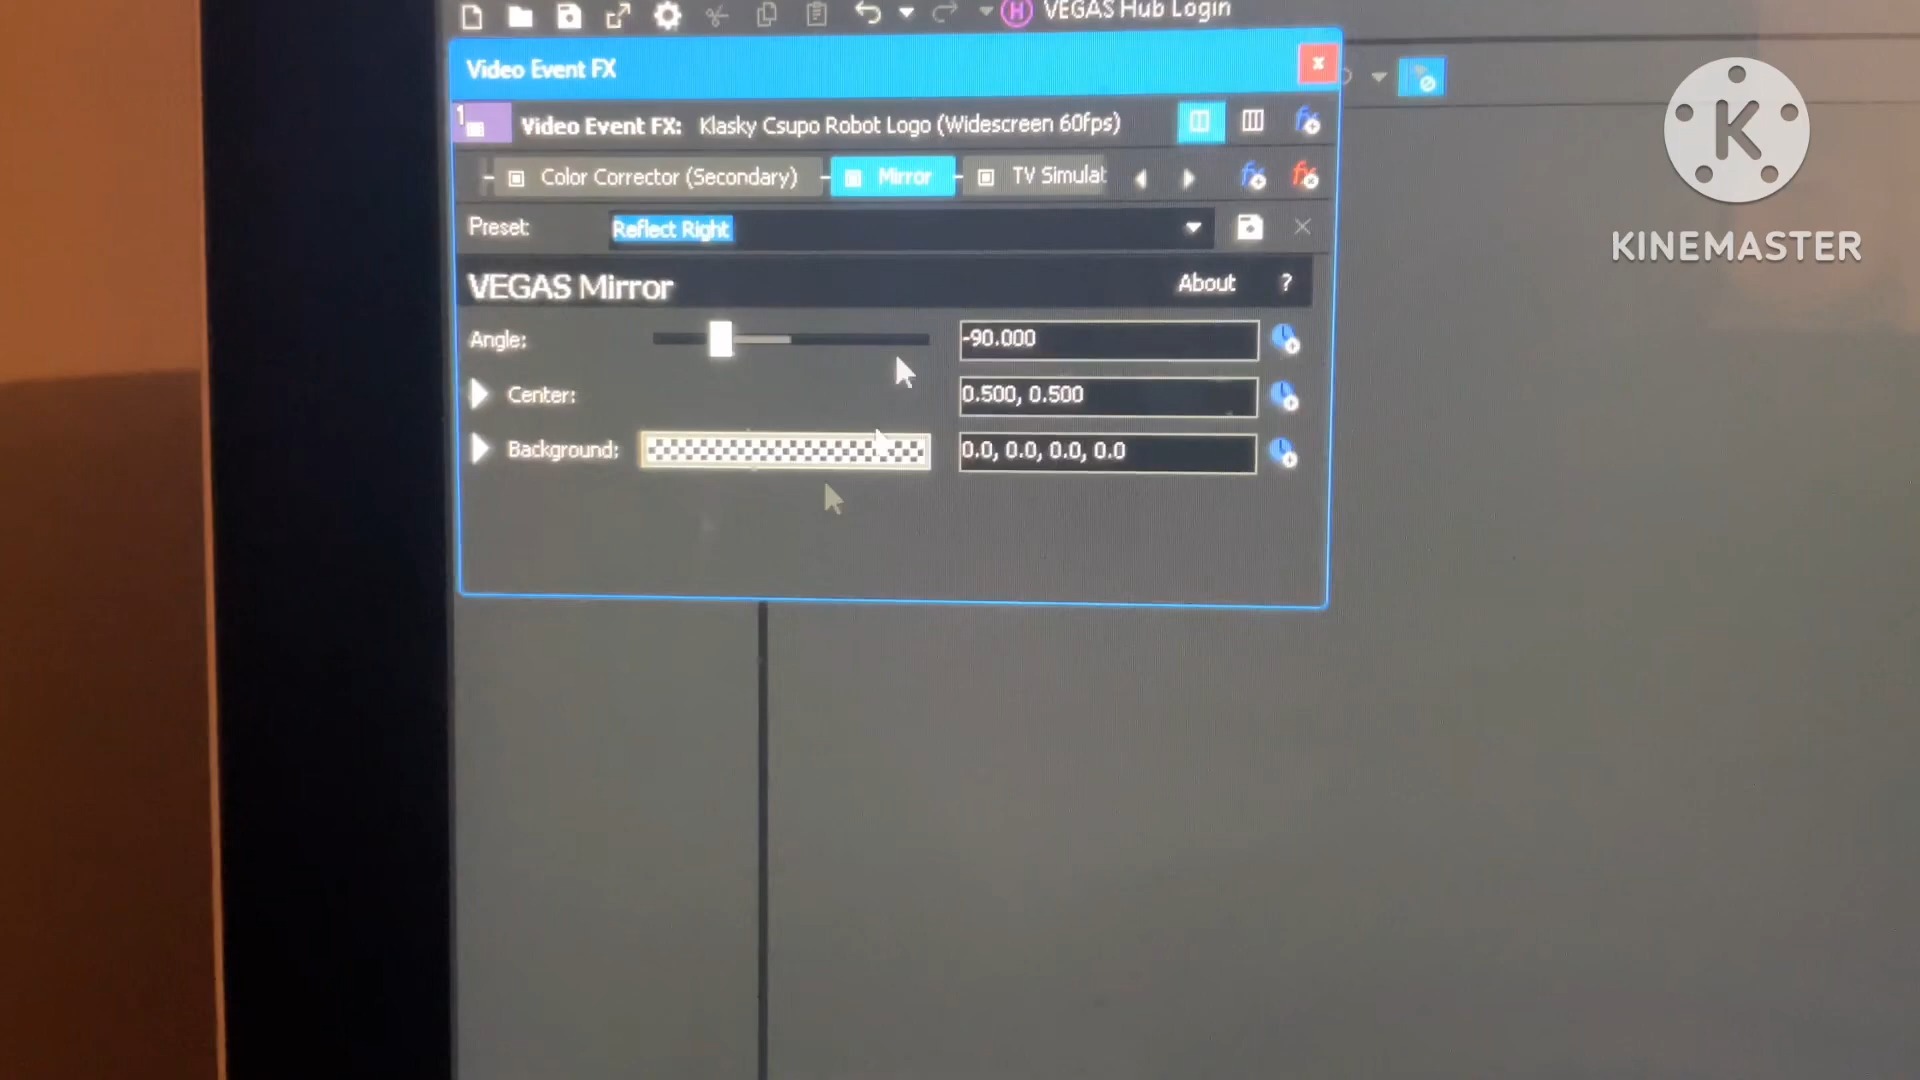 VEGAS Hub Login
Video Event FX
1 Video Event FX: Klasky Csupo Robot Logo (Widescreen 60fps)
Color Corrector (Secondary) Mirror TV Simulat
Preset: Reflect Right
VEGAS Mirror About ?
Angle: -90.000
Center: 0.500, 0.500
Background: 0.0, 0.0, 0.0, 0.0
K
KINEMASTER